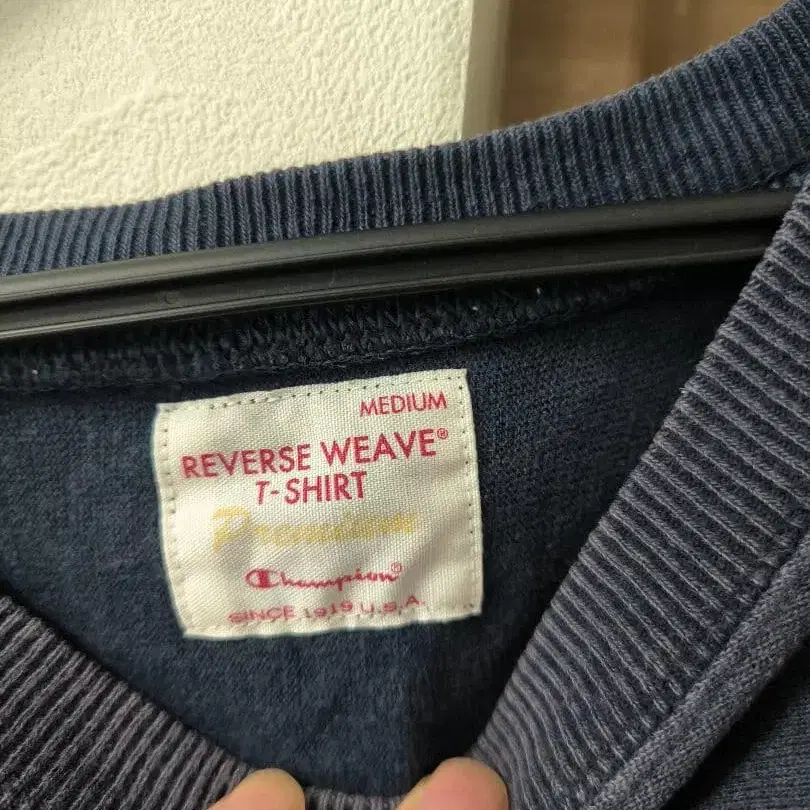 MEDIUM
REVERSE WEAVE®
T-SHIRT
Premium
Champion®
SINCE 1919 U.S.A.